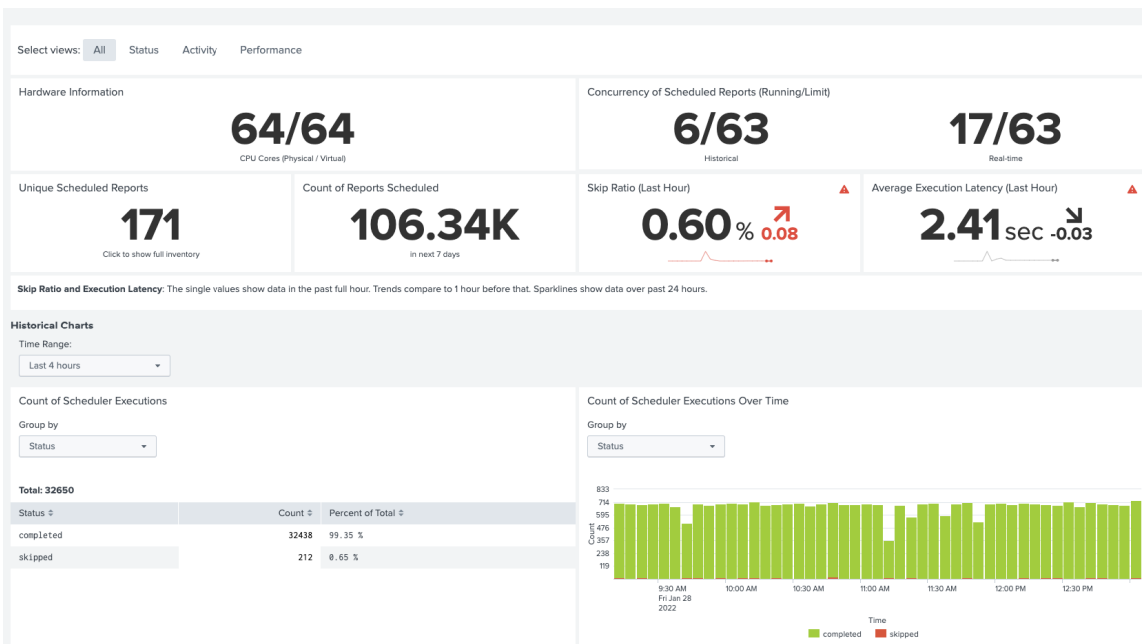 Select views: All Status Activity Performance
Hardware Information
64/64
CPU Cores (Physical / Virtual)
Concurrency of Scheduled Reports (Running/Limit)
6/63
Historical
17/63
Real-time
Unique Scheduled Reports
171
Click to show full inventory
Count of Reports Scheduled
106.34K
in next 7 days
Skip Ratio (Last Hour)
0.60 % 0.08
Average Execution Latency (Last Hour)
2.41 sec -0.03
Skip Ratio and Execution Latency: The single values show data in the past full hour. Trends compare to 1 hour before that. Sparklines show data over past 24 hours.
Historical Charts
Time Range:
Last 4 hours
Count of Scheduler Executions
Group by
Status
Total: 32650
Status Count Percent of Total
completed 32438 99.35 %
skipped 212 0.65 %
Count of Scheduler Executions Over Time
Group by
Status
Count
833
714
595
476
357
238
119
9:30 AM 10:00 AM 10:30 AM 11:00 AM 11:30 AM 12:00 PM 12:30 PM
Fri Jan 28
2022
Time
completed skipped